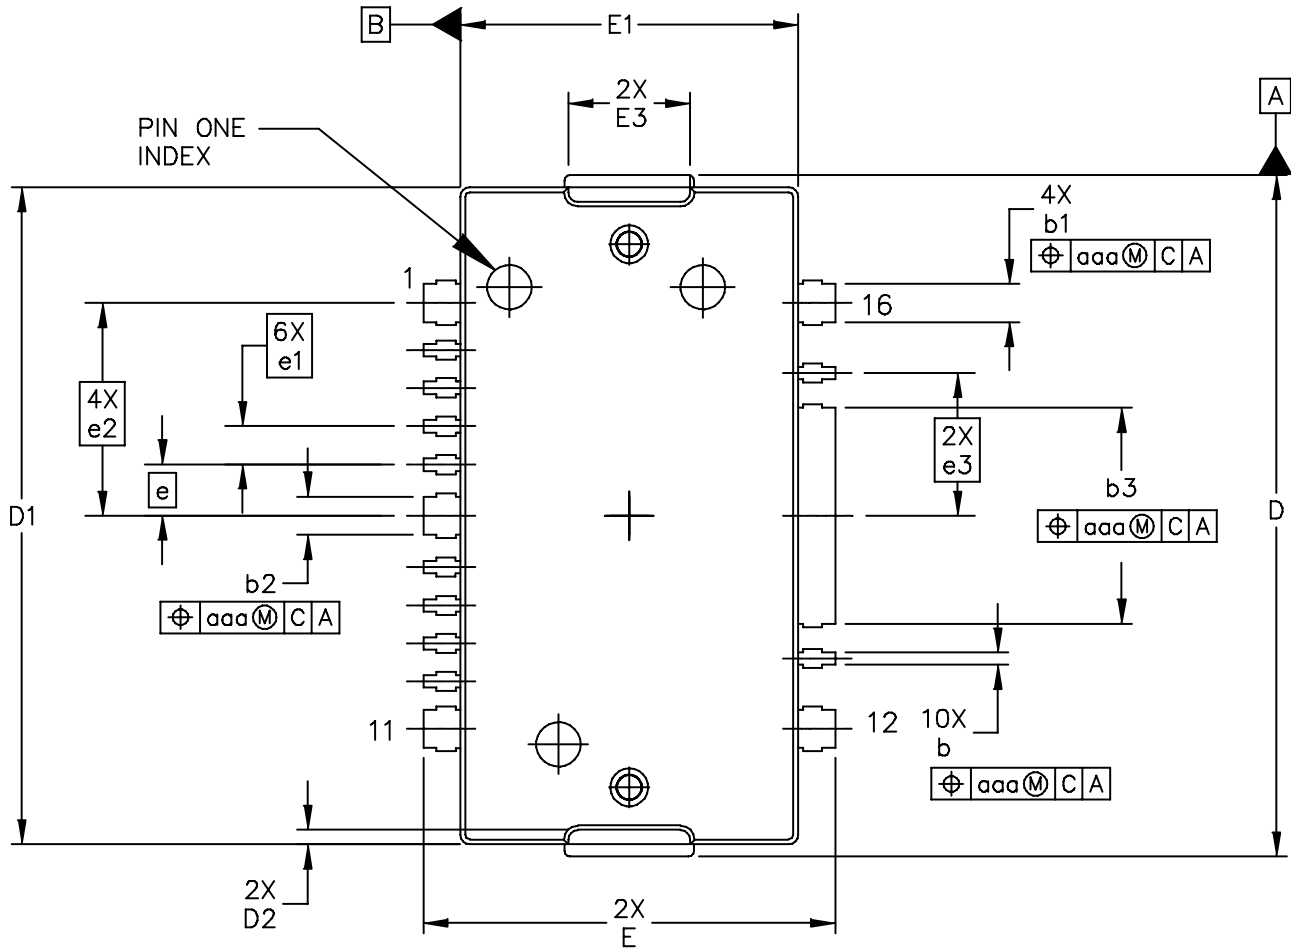 B
E1
2X
E3
A
PIN ONE
INDEX
4X
b1
⌖ aaa Ⓜ C A
1
16
6X
e1
4X
e2
2X
e3
e
b3
⌖ aaa Ⓜ C A
D1
D
b2
⌖ aaa Ⓜ C A
11
12
10X
b
⌖ aaa Ⓜ C A
2X
D2
2X
E